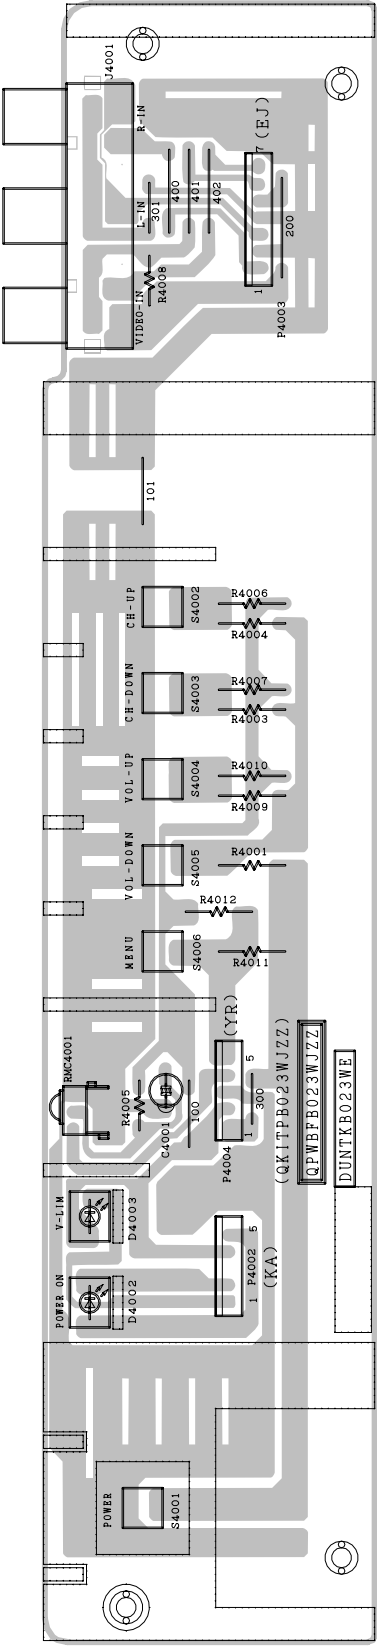 J4001
R-IN
7 (EJ)
L-IN
301
400
401
402
200
VIDEO-IN
R4008
1
P4003
101
CH-UP
S4002
R4006
R4004
CH-DOWN
S4003
R4007
R4003
VOL-UP
S4004
R4010
R4009
VOL-DOWN
S4005
R4001
R4012
MENU
S4006
R4011
(YR)
RMC4001
R4005
C4001
100
P4004
1
5
300
(QKITPB023WJZZ)
QPWBFB023WJZZ
DUNTKB023WE
V-LIM
D4003
POWER ON
D4002
1
P4002
5
(KA)
POWER
S4001